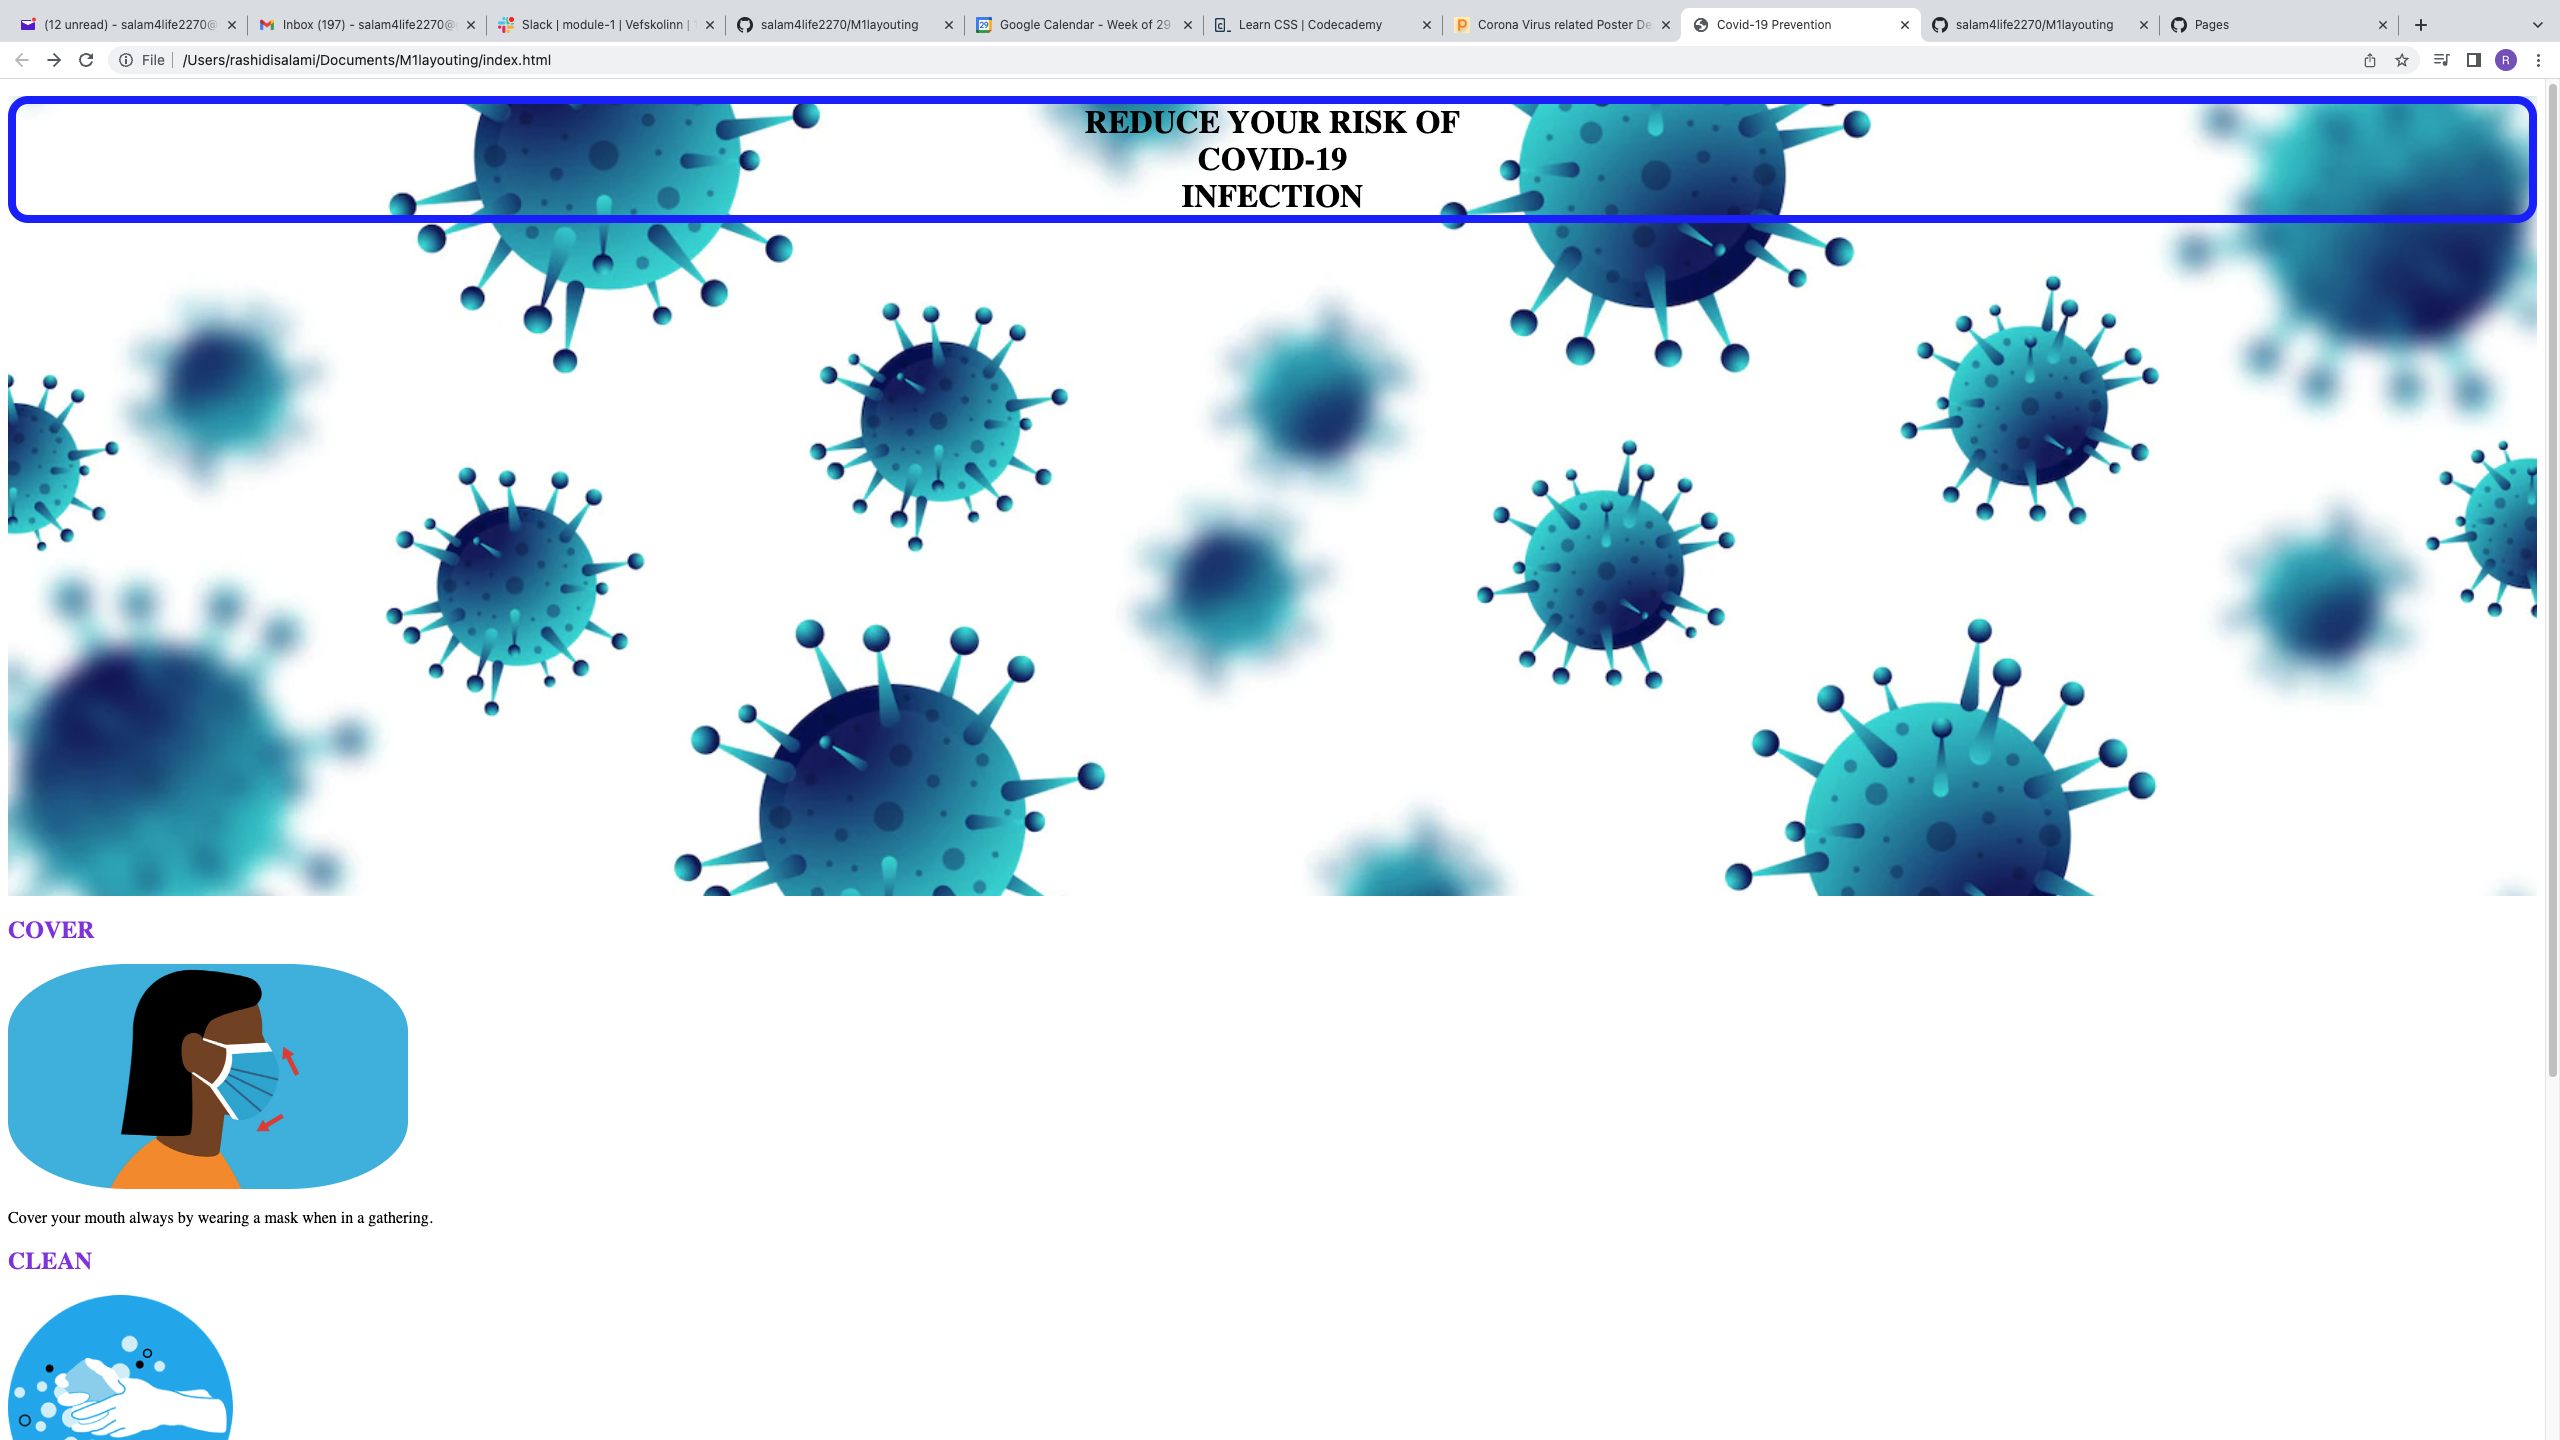 (12 unread) - salam4life2270@
Inbox (197) - salam4life2270@
Slack | module-1 | Vefskolinn |
salam4life2270/M1layouting
Google Calendar - Week of 29
Learn CSS | Codecademy
Corona Virus related Poster De
Covid-19 Prevention
salam4life2270/M1layouting
Pages
File
/Users/rashidisalami/Documents/M1layouting/index.html
R
REDUCE YOUR RISK OF
COVID-19
INFECTION
COVER
Cover your mouth always by wearing a mask when in a gathering.
CLEAN